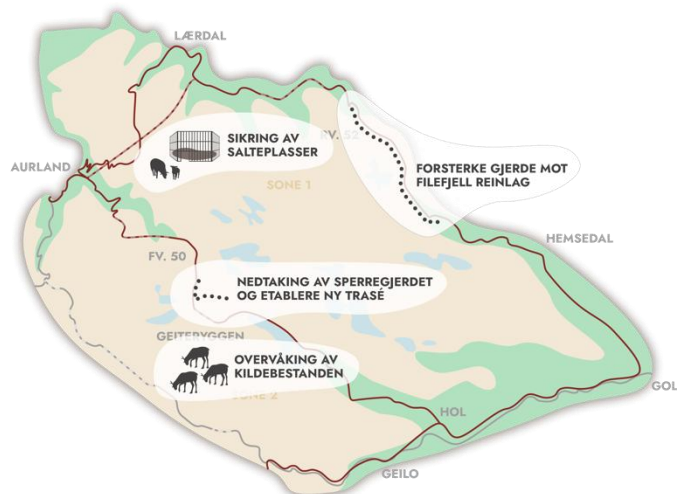 LÆRDAL
RV. 52
SIKRING AV
SALTEPLASSER
AURLAND
SONE 1
FORSTERKE GJERDE MOT
FILEFJELL REINLAG
HEMSEDAL
FV. 50
NEDTAKING AV SPERREGJERDET
OG ETABLERE NY TRASÉ
GEITERYGGEN
OVERVÅKING AV
KILDEBESTANDEN
SONE 2
GOL
HOL
GEILO